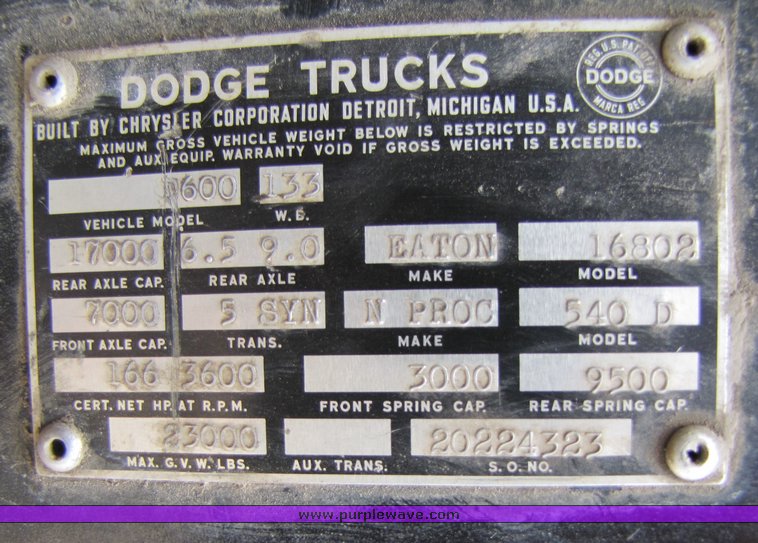 DODGE TRUCKS
REG. U.S. PAT. OFF.
DODGE
MARCA REG
BUILT BY CHRYSLER CORPORATION DETROIT, MICHIGAN U.S.A.
MAXIMUM GROSS VEHICLE WEIGHT BELOW IS RESTRICTED BY SPRINGS
AND AUX. EQUIP. WARRANTY VOID IF GROSS WEIGHT IS EXCEEDED.
D600 133
VEHICLE MODEL W.B.
17000 6.5 9.0 EATON 16802
REAR AXLE CAP. REAR AXLE MAKE MODEL
7000 5 SYN N PROC 540 D
FRONT AXLE CAP. TRANS. MAKE MODEL
166 3600 3000 9500
CERT. NET HP. AT R.P.M. FRONT SPRING CAP. REAR SPRING CAP.
23000 20224323
MAX. G.V.W. LBS. AUX. TRANS. S.O. NO.
www.purplewave.com